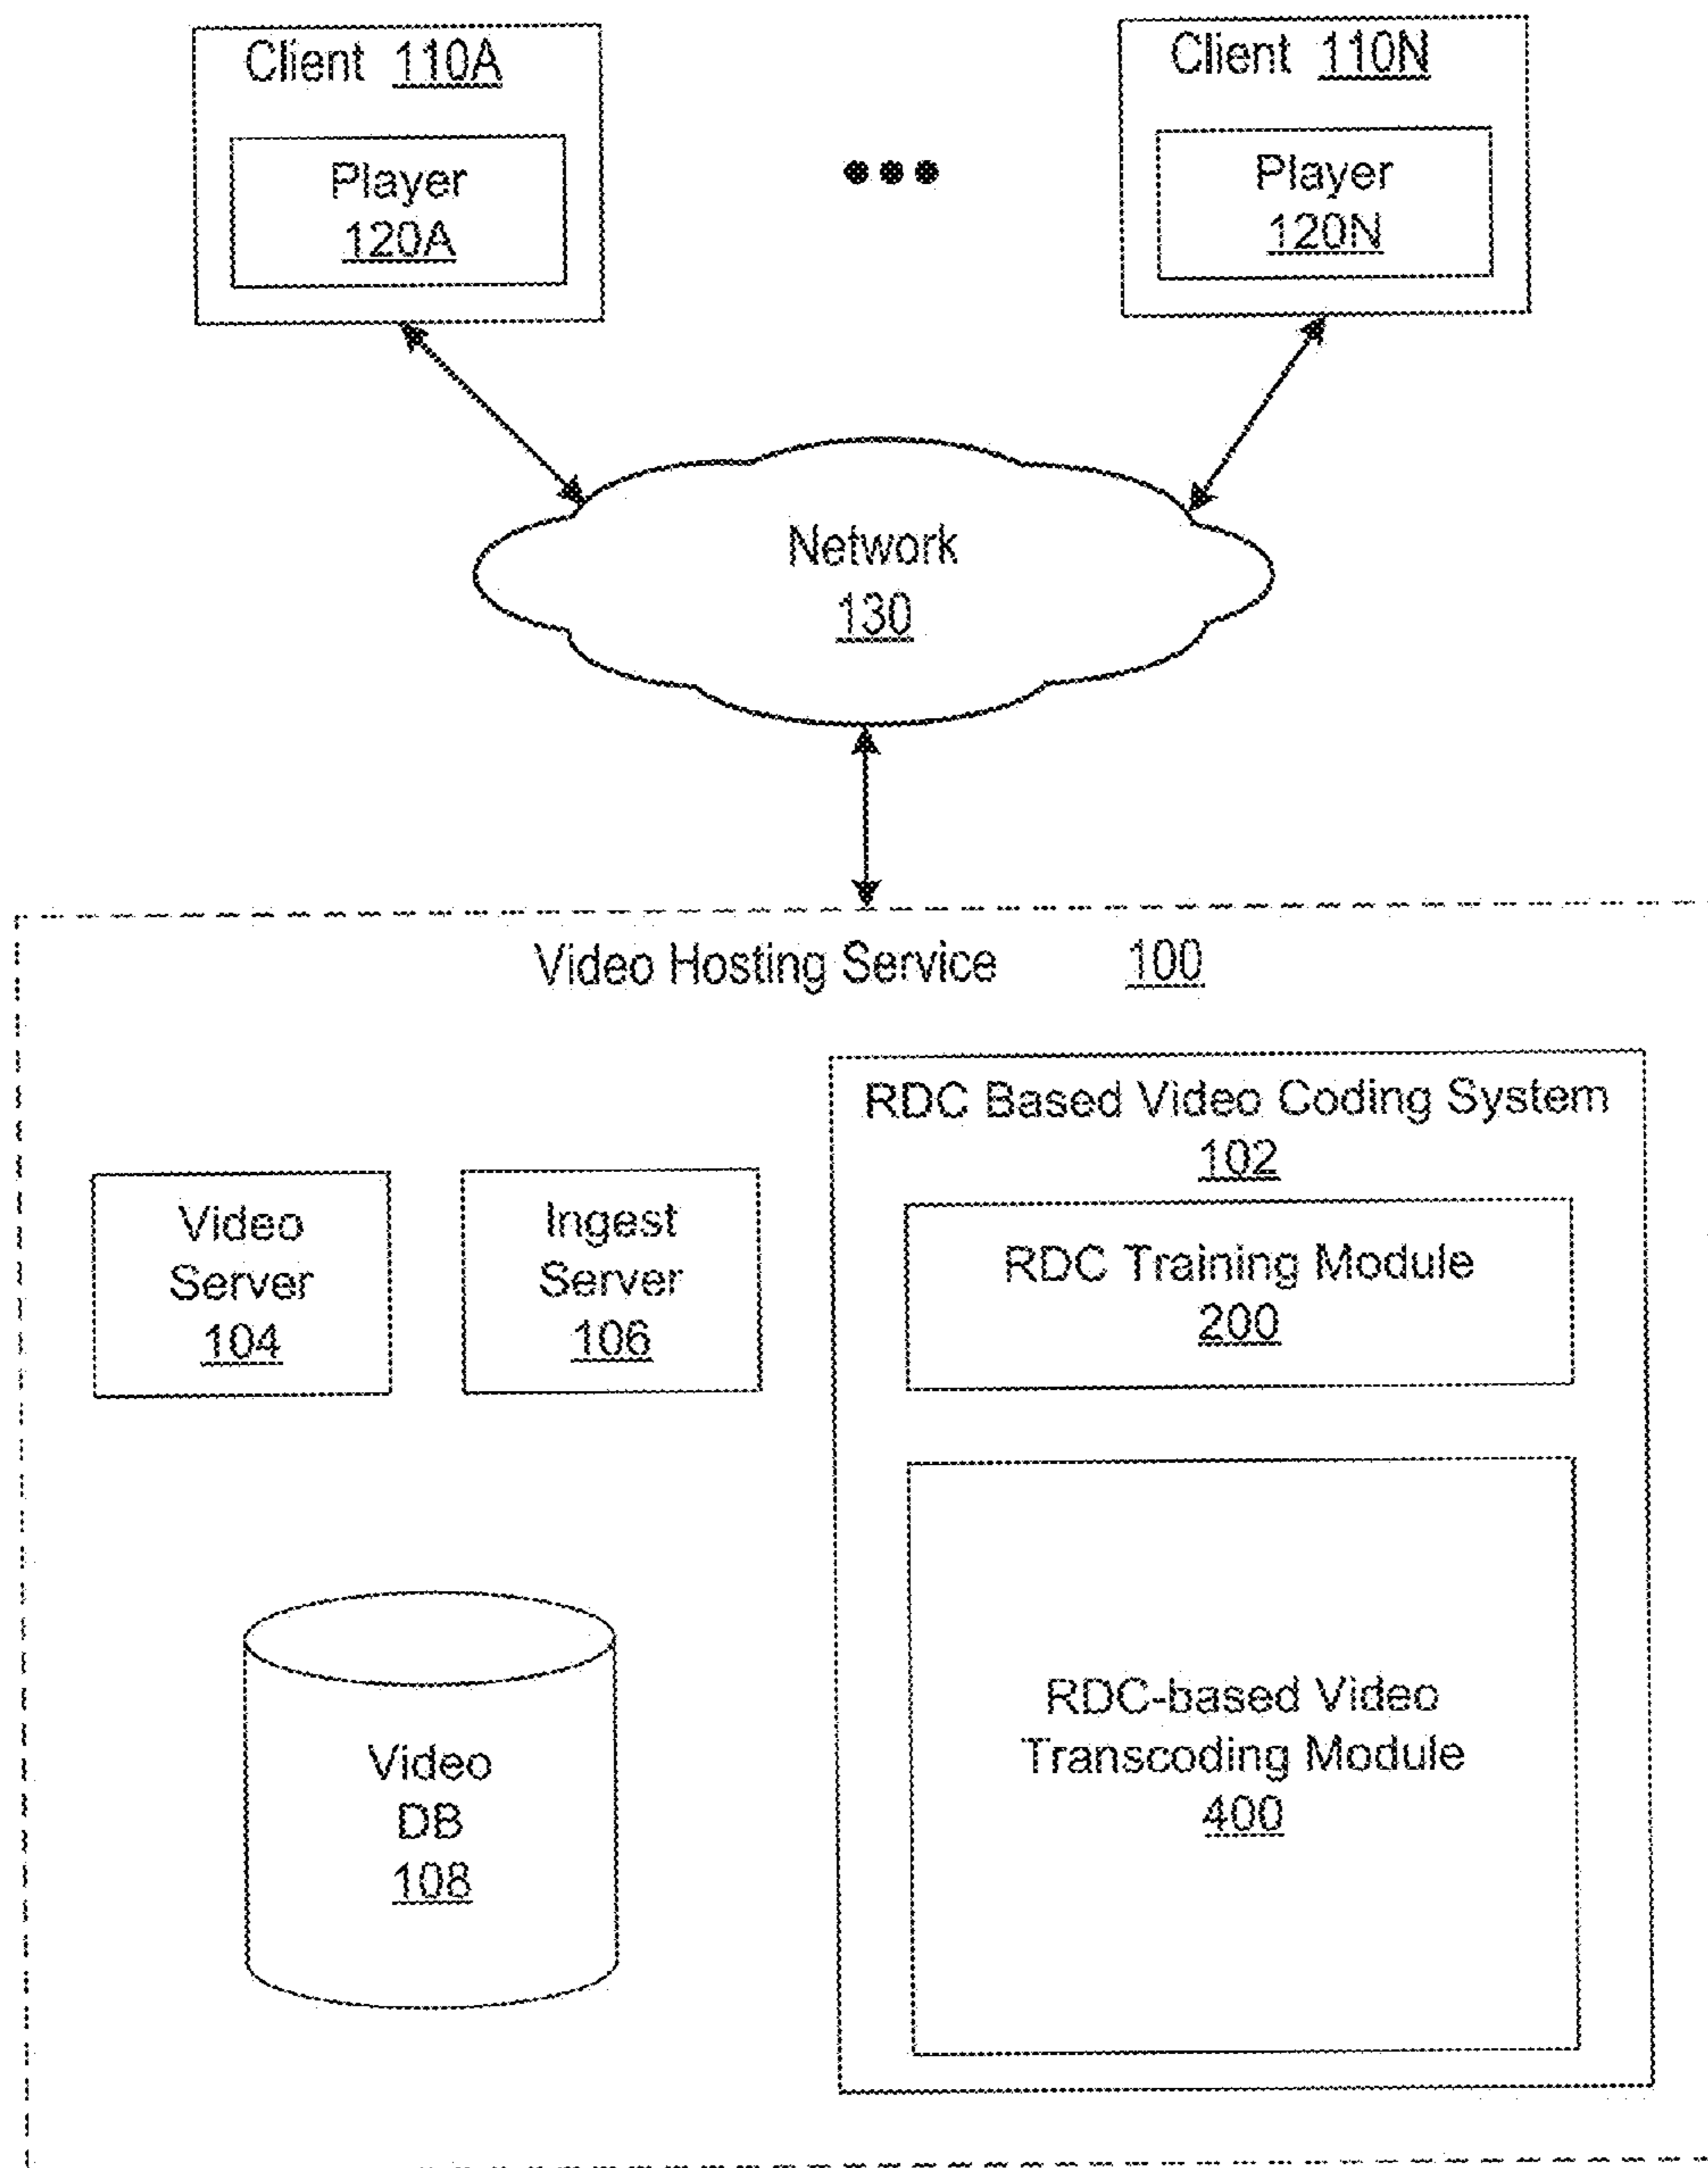 Client 110A
Player
120A
Client 110N
Player
120N
Network
130
Video Hosting Service 100
RDC Based Video Coding System
102
Video
Server
104
Ingest
Server
106
RDC Training Module
200
Video
DB
108
RDC-based Video
Transcoding Module
400